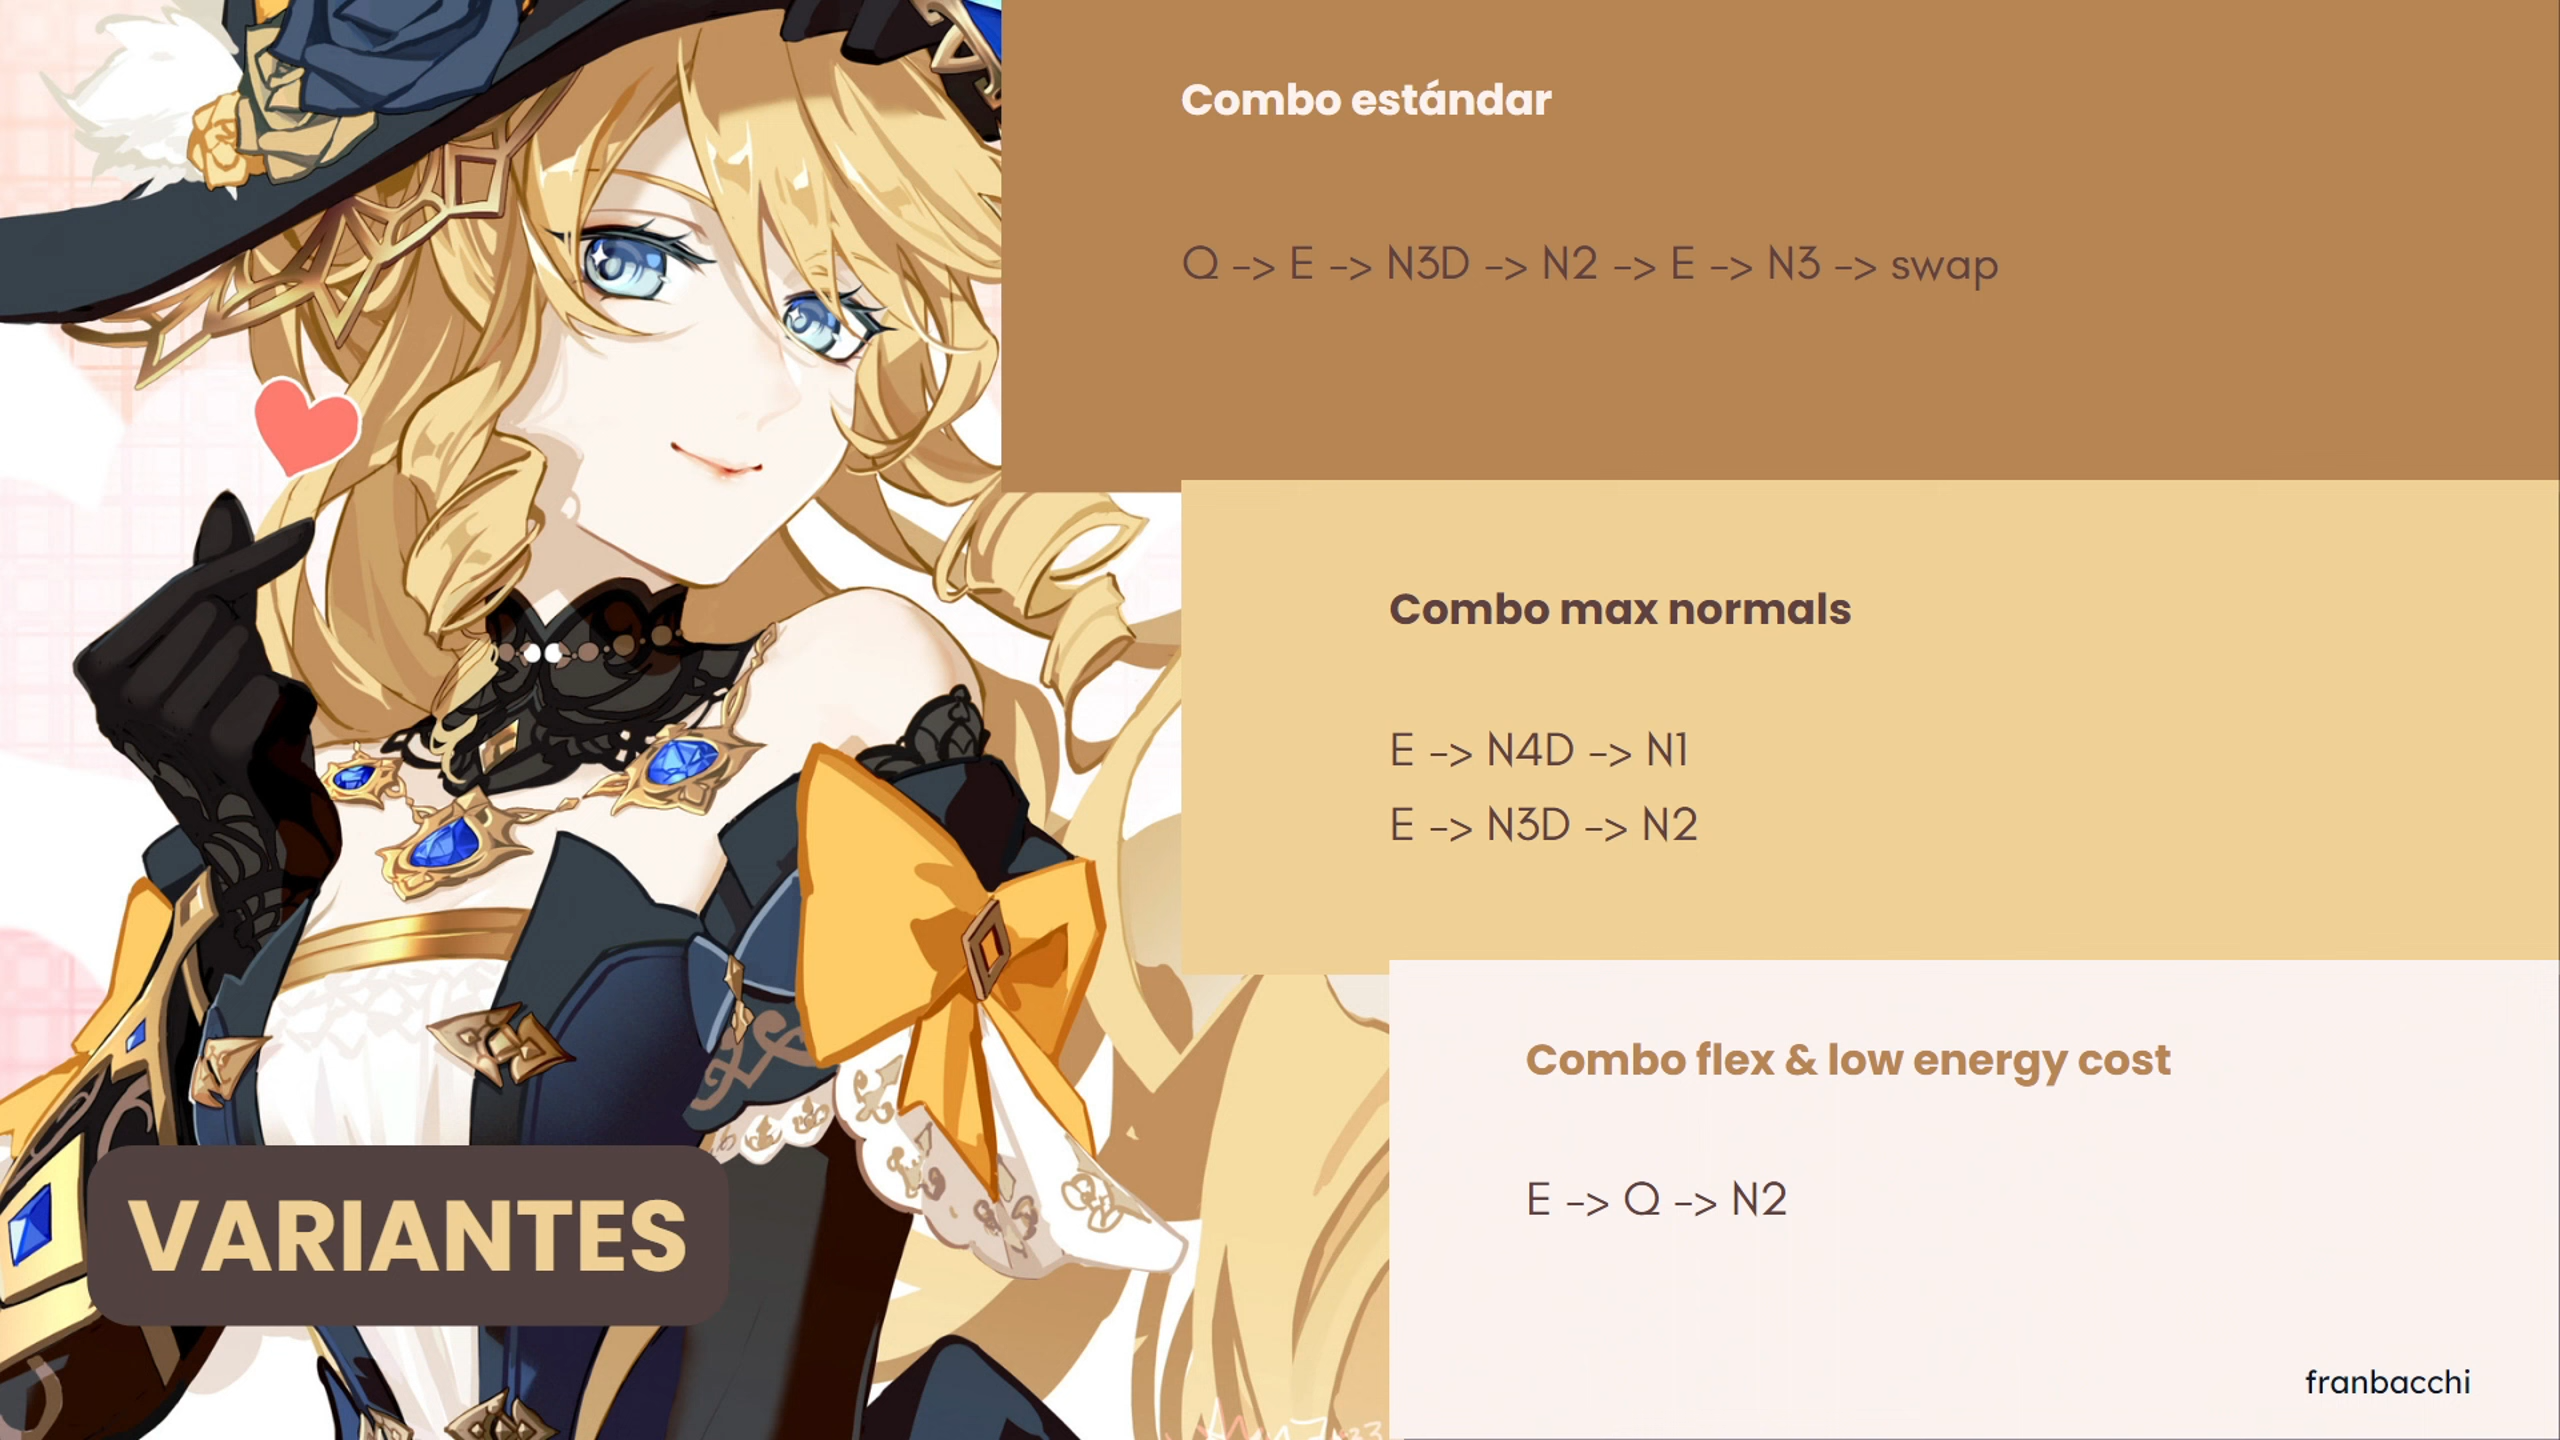 Combo estándar
Q -> E -> N3D -> N2 -> E -> N3 -> swap
Combo max normals
E -> N4D -> N1
E -> N3D -> N2
Combo flex & low energy cost
E -> Q -> N2
VARIANTES
franbacchi